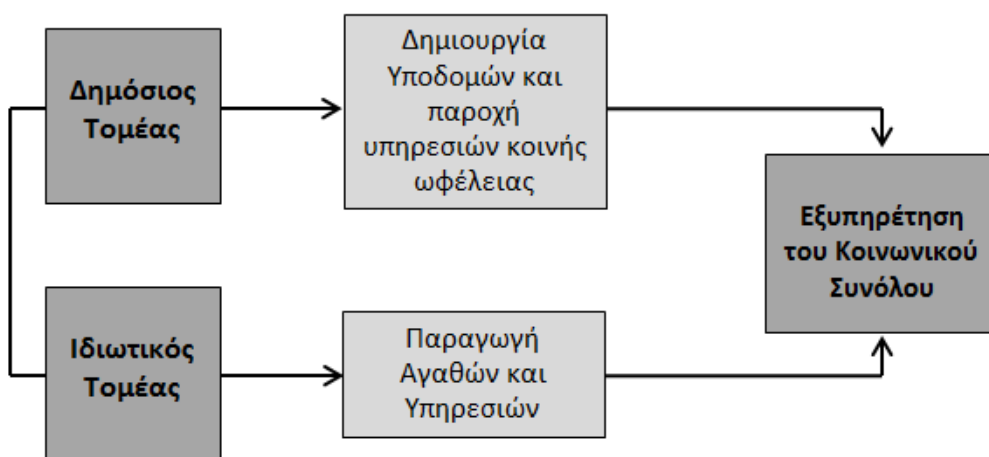 Δημόσιος
Τομέας
Δημιουργία
Υποδομών και
παροχή
υπηρεσιών κοινής
ωφέλειας
Εξυπηρέτηση
του Κοινωνικού
Συνόλου
Ιδιωτικός
Τομέας
Παραγωγή
Αγαθών και
Υπηρεσιών